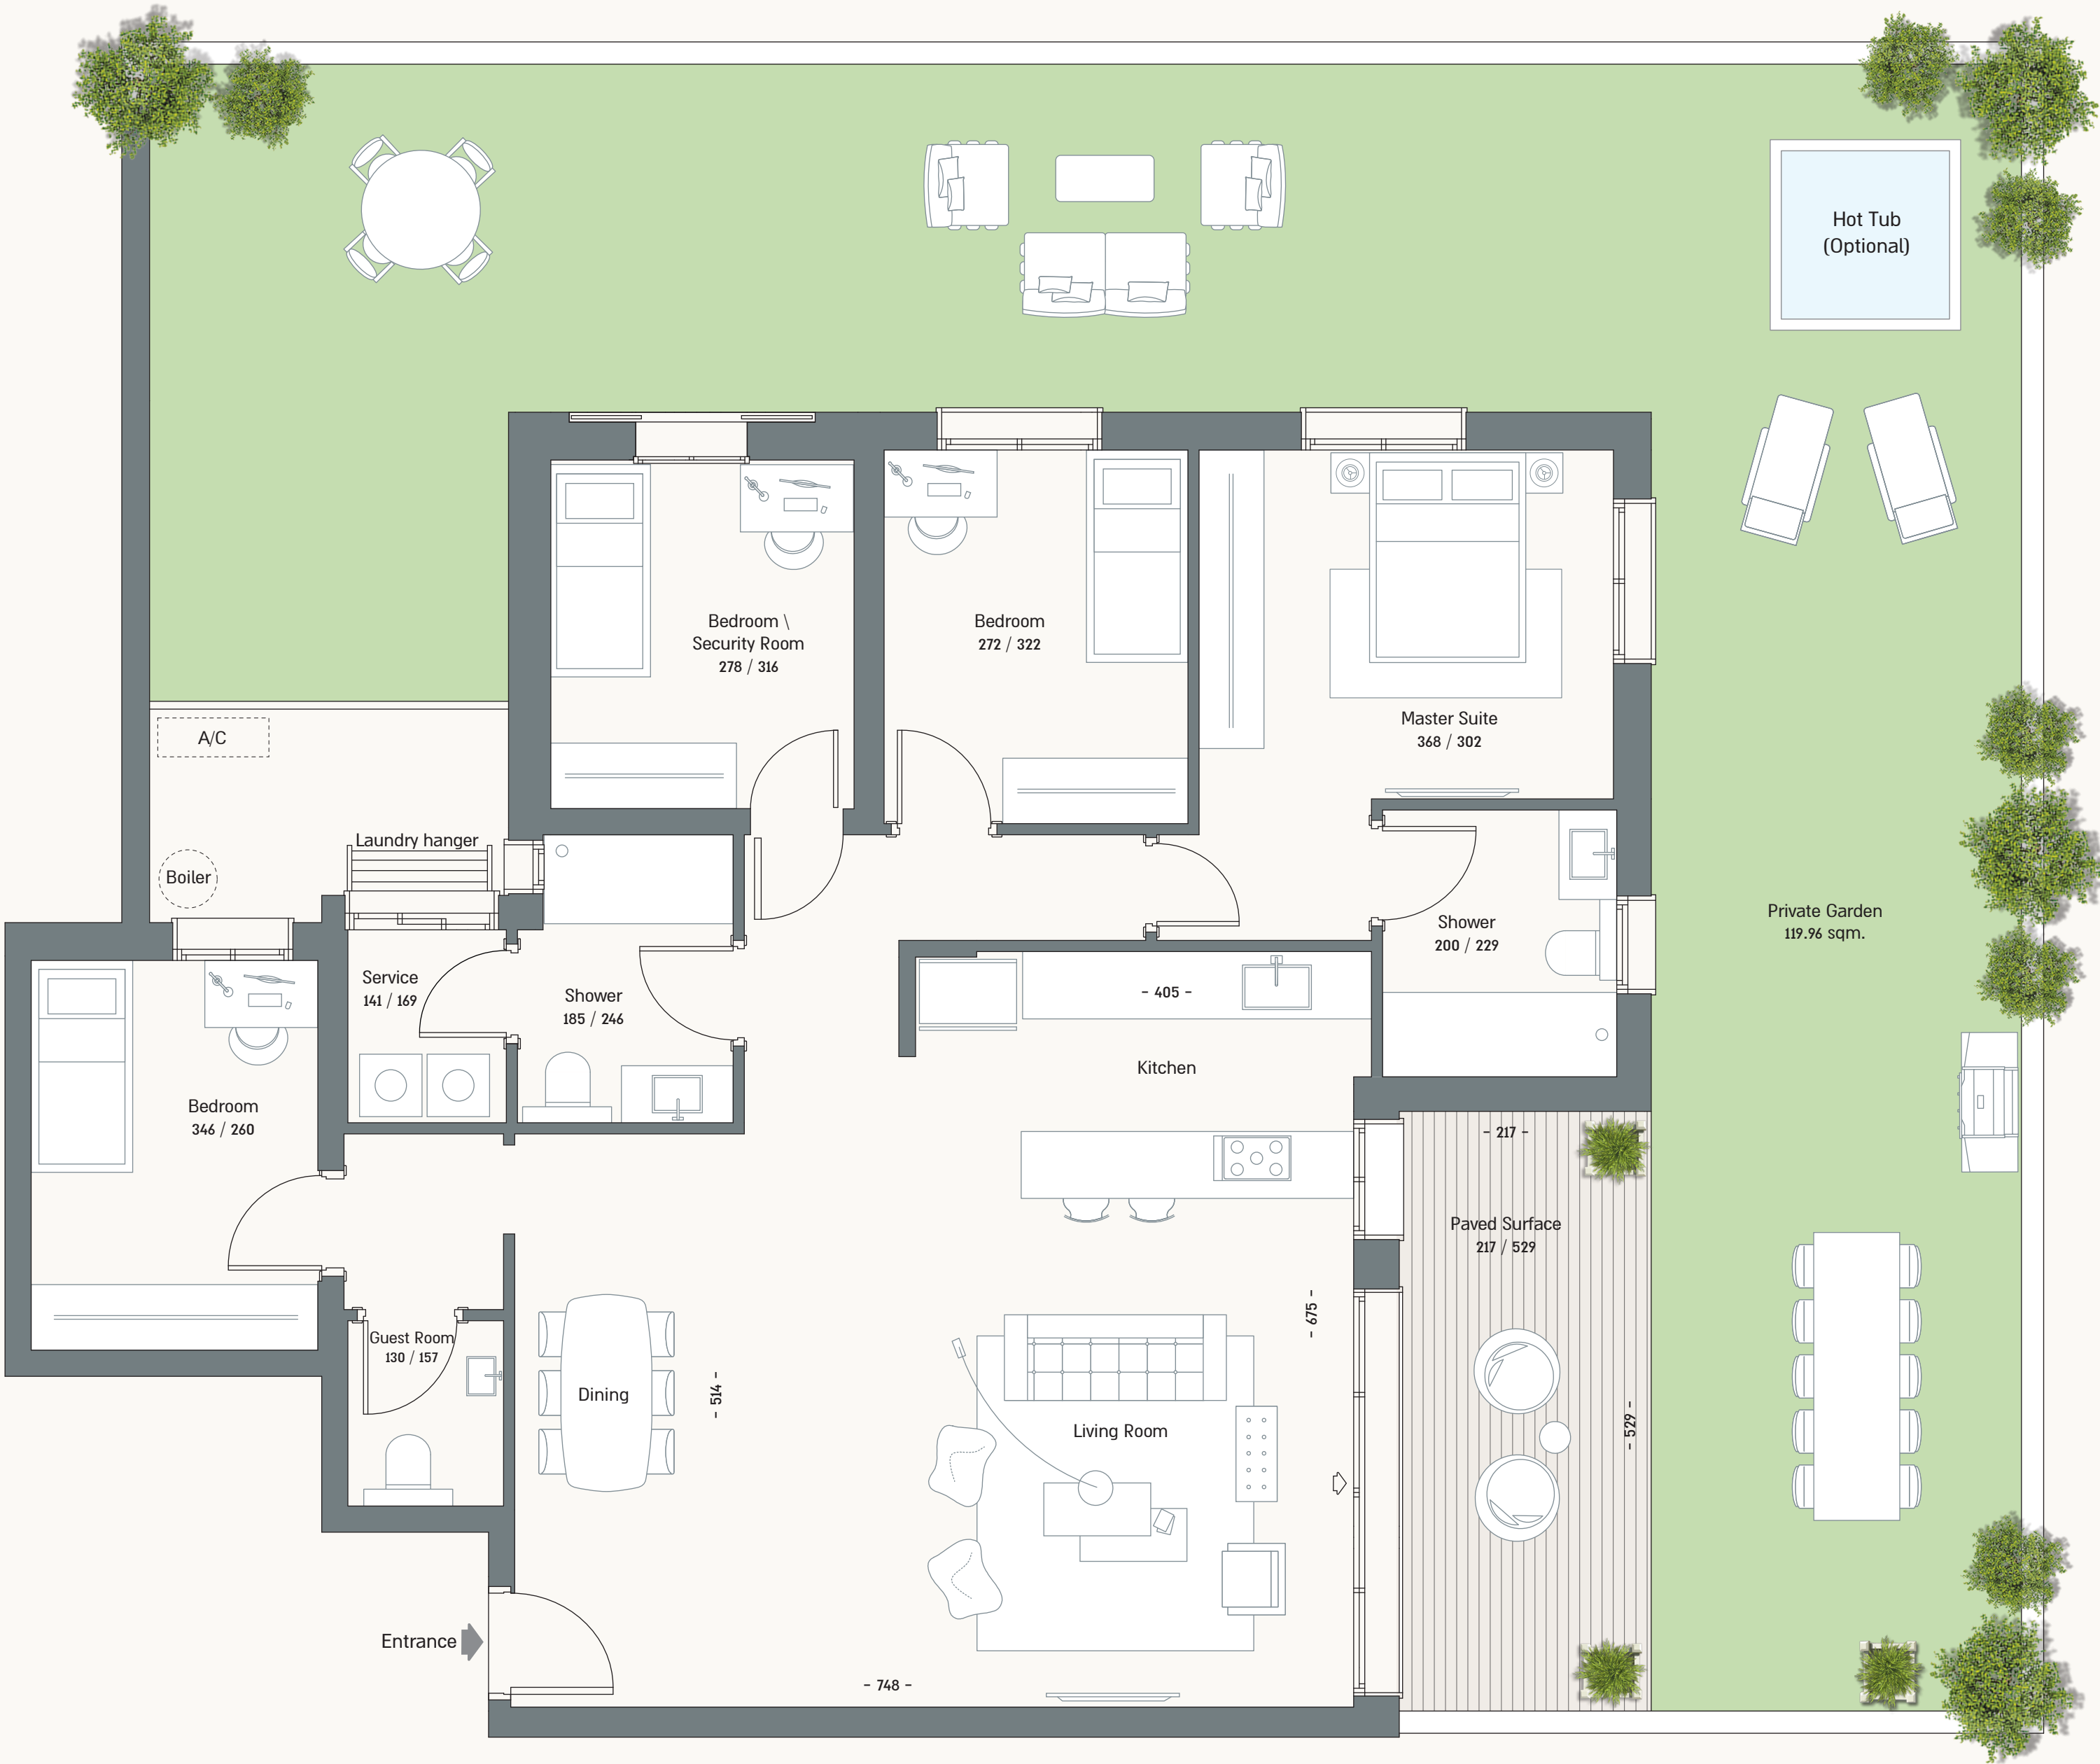 Hot Tub
(Optional)
Bedroom \
Security Room
278 / 316
Bedroom
272 / 322
Master Suite
368 / 302
A/C
Laundry hanger
Boiler
Private Garden
119.96 sqm.
Shower
200 / 229
Service
141 / 169
Shower
185 / 246
- 405 -
Kitchen
Bedroom
346 / 260
- 217 -
Paved Surface
217 / 529
- 675 -
Guest Room
130 / 157
Dining
- 514 -
Living Room
- 529 -
Entrance
- 748 -